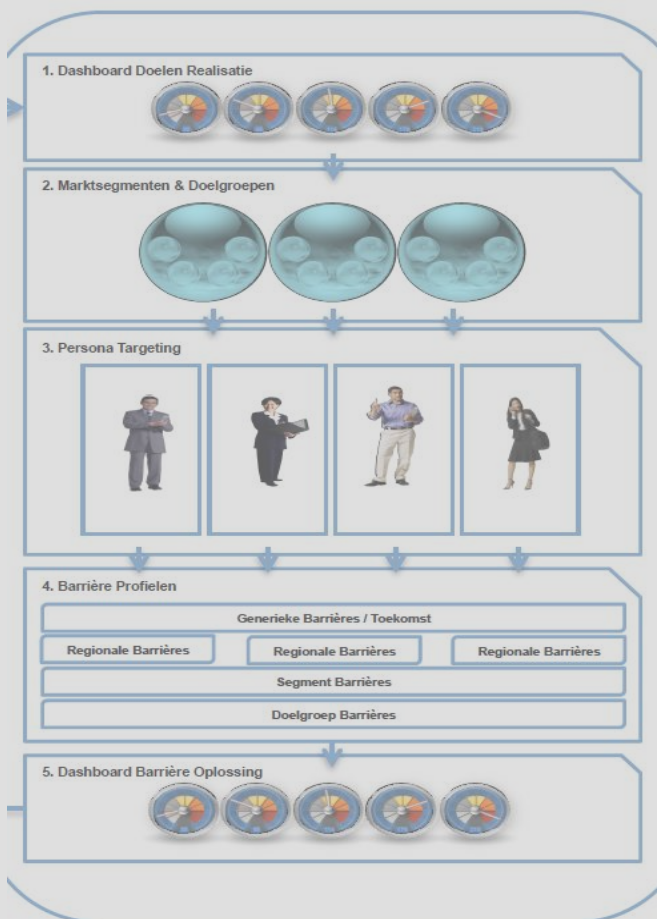 1. Dashboard Doelen Realisatie
2. Marktsegmenten & Doelgroepen
3. Persona Targeting
4. Barrière Profielen
Generieke Barrières / Toekomst
Regionale Barrières
Regionale Barrières
Regionale Barrières
Segment Barrières
Doelgroep Barrières
5. Dashboard Barrière Oplossing